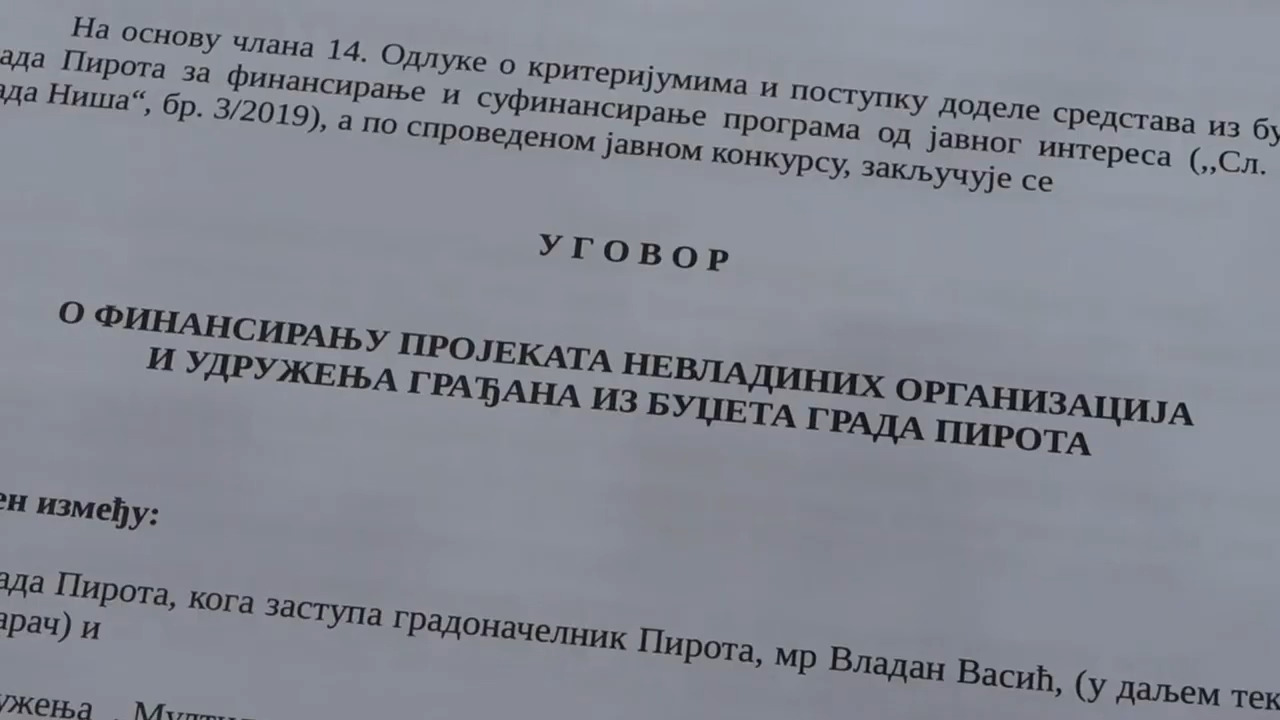 На основу члана 14. Одлуке о критеријумима и поступку доделе средстава из бу
ада Пирота за финансирање и суфинансирање програма од јавног интереса (,,Сл.
ада Ниша“, бр. 3/2019), а по спроведеном јавном конкурсу, закључује се
У Г О В О Р
О ФИНАНСИРАЊУ ПРОЈЕКАТА НЕВЛАДИНИХ ОРГАНИЗАЦИЈА
И УДРУЖЕЊА ГРАЂАНА ИЗ БУЏЕТА ГРАДА ПИРОТА
ен између:
ада Пирота, кога заступа градоначелник Пирота, мр Владан Васић, (у даљем тек
арач) и
ужења